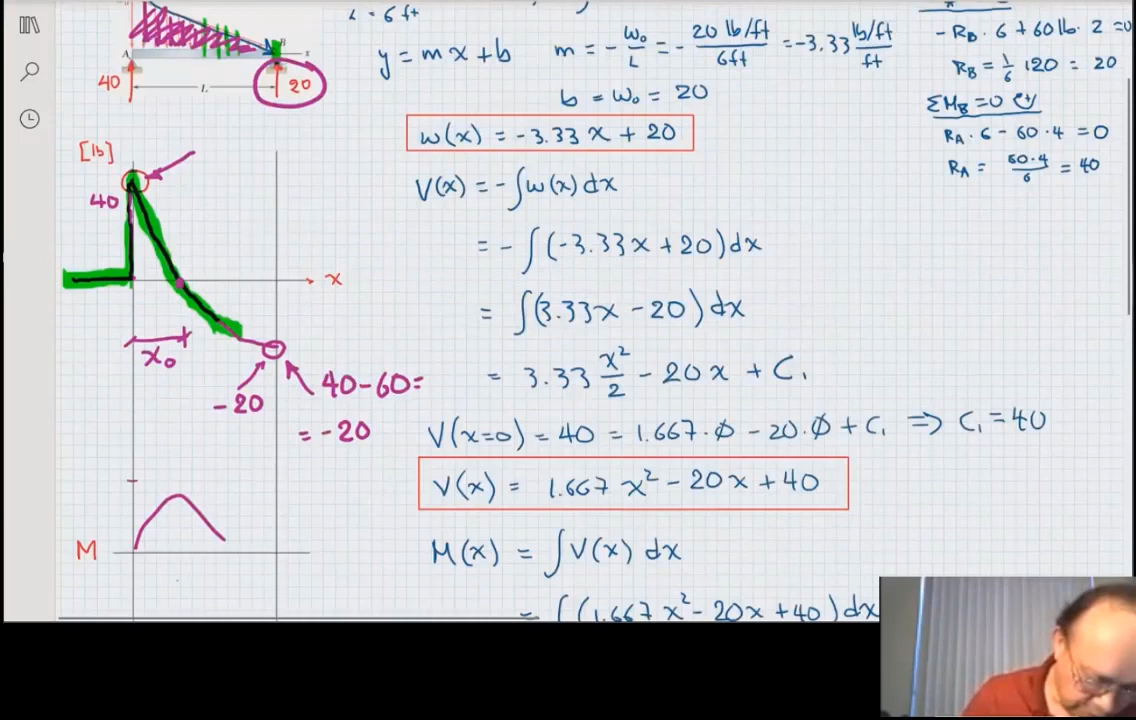 L = 6 ft
y = mx + b   m = - w₀/L = - 20 lb/ft / 6ft = -3.33 lb/ft / ft
b = w₀ = 20
w(x) = -3.33 x + 20
V(x) = - ∫ w(x) dx
= - ∫ (-3.33x + 20) dx
= ∫ (3.33x - 20) dx
= 3.33 x²/2 - 20x + C₁
V(x=0) = 40 = 1.667·0 - 20·0 + C₁ ⇒ C₁ = 40
V(x) = 1.667 x² - 20x + 40
M(x) = ∫ V(x) dx
= ∫ (1.667 x² - 20x + 40) dx
- R_B · 6 + 60 lb · 2 = 0
R_B = 1/6 120 = 20
ΣM_B = 0
R_A · 6 - 60 · 4 = 0
R_A = 60·4/6 = 40
A
B
x
40
L
20
[lb]
40
x
x₀
-20
40-60=
= -20
M